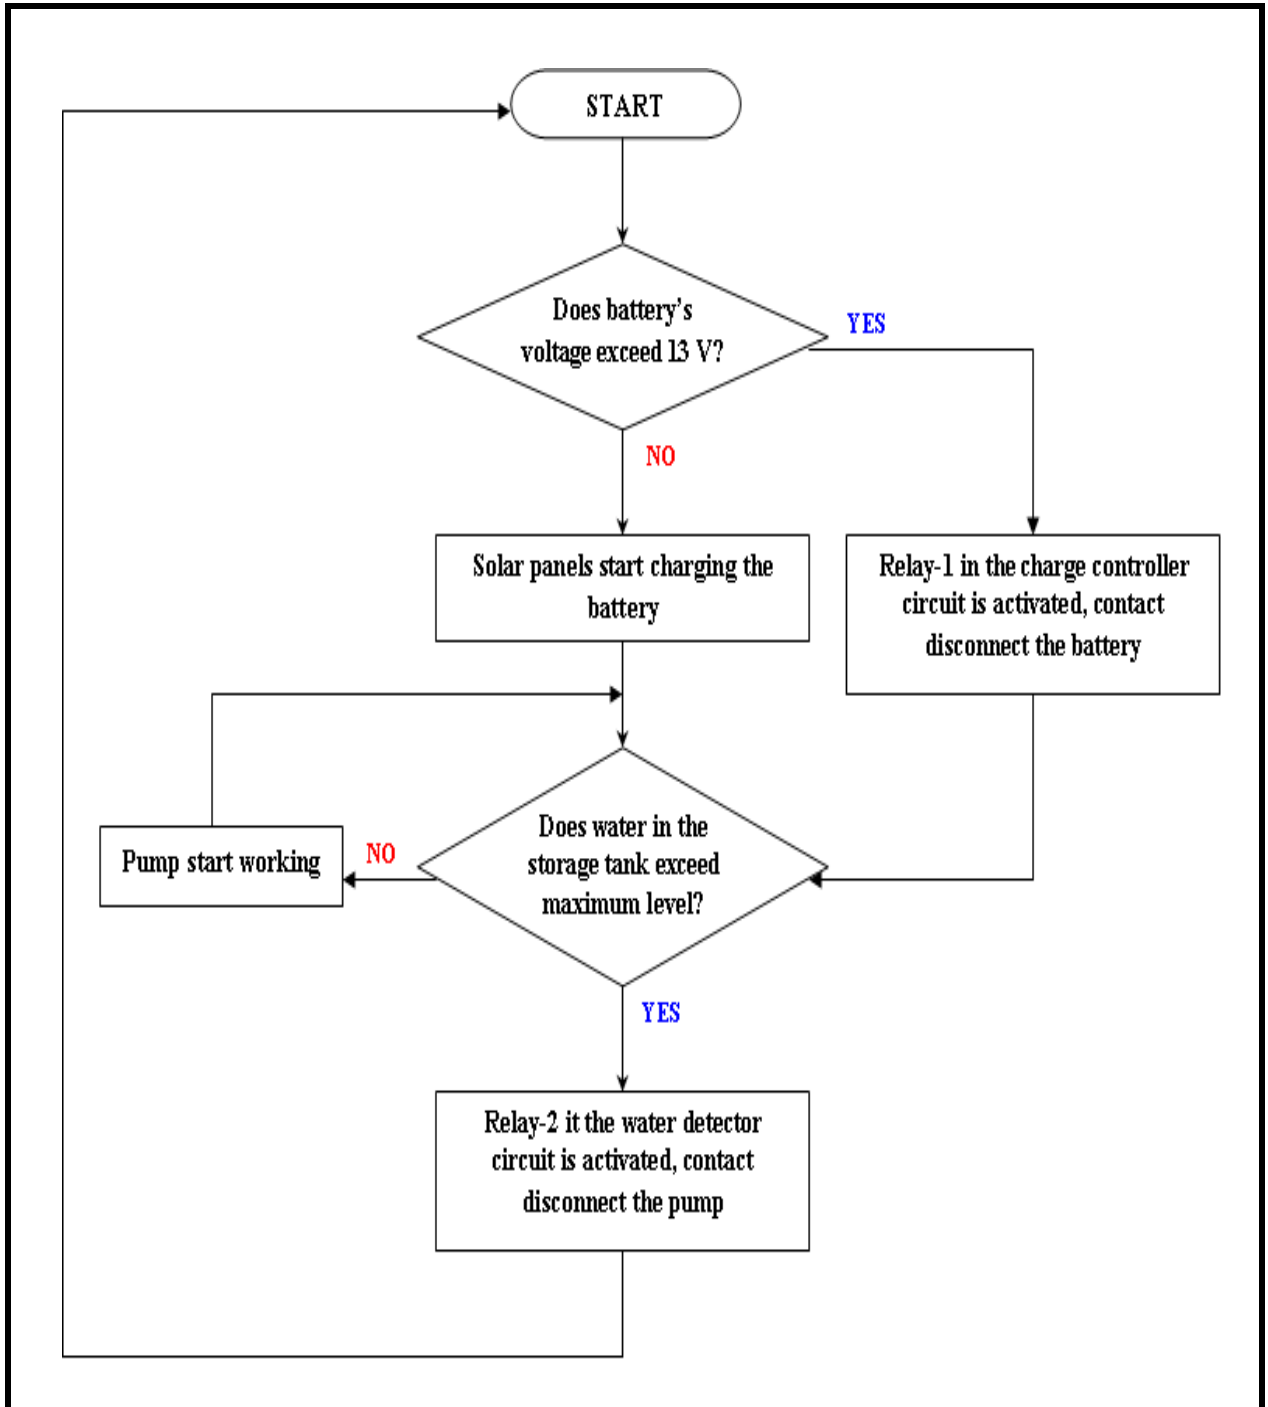 START
Does battery's
voltage exceed 13 V?
YES
NO
Solar panels start charging the
battery
Relay-1 in the charge controller
circuit is activated, contact
disconnect the battery
Does water in the
storage tank exceed
maximum level?
NO
Pump start working
YES
Relay-2 it the water detector
circuit is activated, contact
disconnect the pump